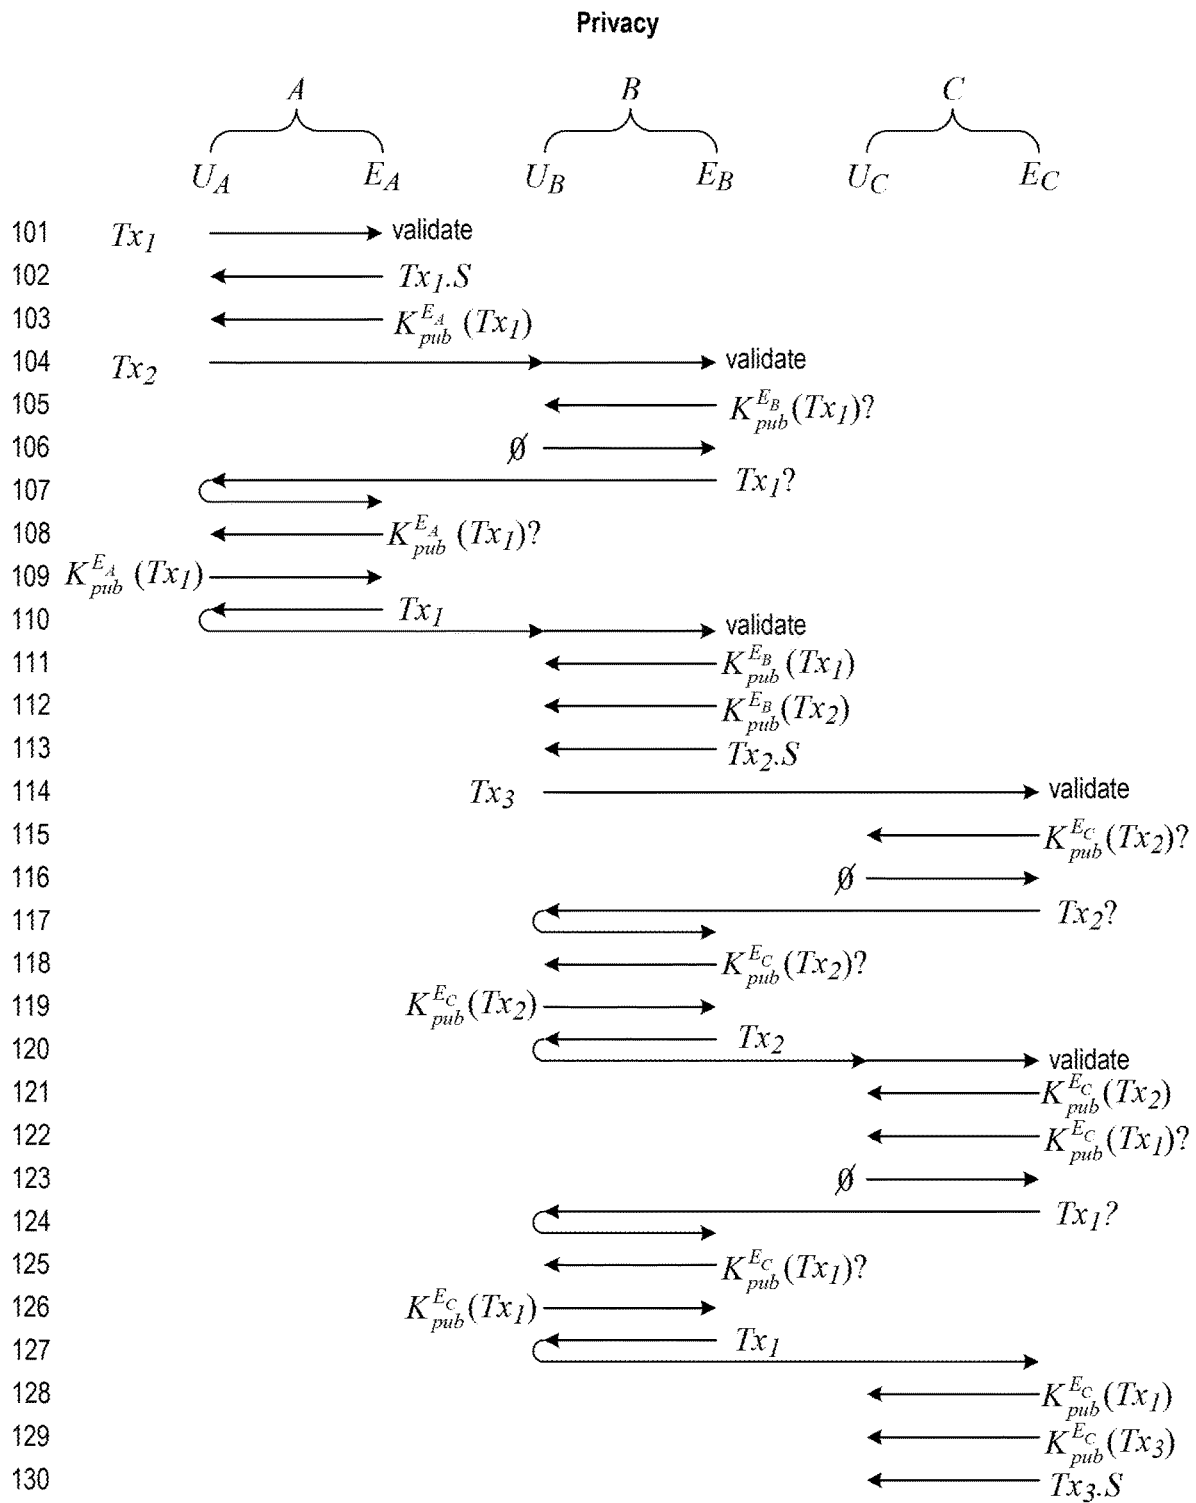 Privacy
A B C
U_A E_A U_B E_B U_C E_C
101 Tx_1 validate
102 Tx_1.S
103 K_pub^E_A (Tx_1)
104 Tx_2 validate
105 K_pub^E_B (Tx_1)?
106 ∅
107 Tx_1?
108 K_pub^E_A (Tx_1)?
109 K_pub^E_A (Tx_1)
110 Tx_1 validate
111 K_pub^E_B (Tx_1)
112 K_pub^E_B (Tx_2)
113 Tx_2.S
114 Tx_3 validate
115 K_pub^E_C (Tx_2)?
116 ∅
117 Tx_2?
118 K_pub^E_C (Tx_2)?
119 K_pub^E_C (Tx_2)
120 Tx_2 validate
121 K_pub^E_C (Tx_2)
122 K_pub^E_C (Tx_1)?
123 ∅
124 Tx_1?
125 K_pub^E_C (Tx_1)?
126 K_pub^E_C (Tx_1)
127 Tx_1
128 K_pub^E_C (Tx_1)
129 K_pub^E_C (Tx_3)
130 Tx_3.S